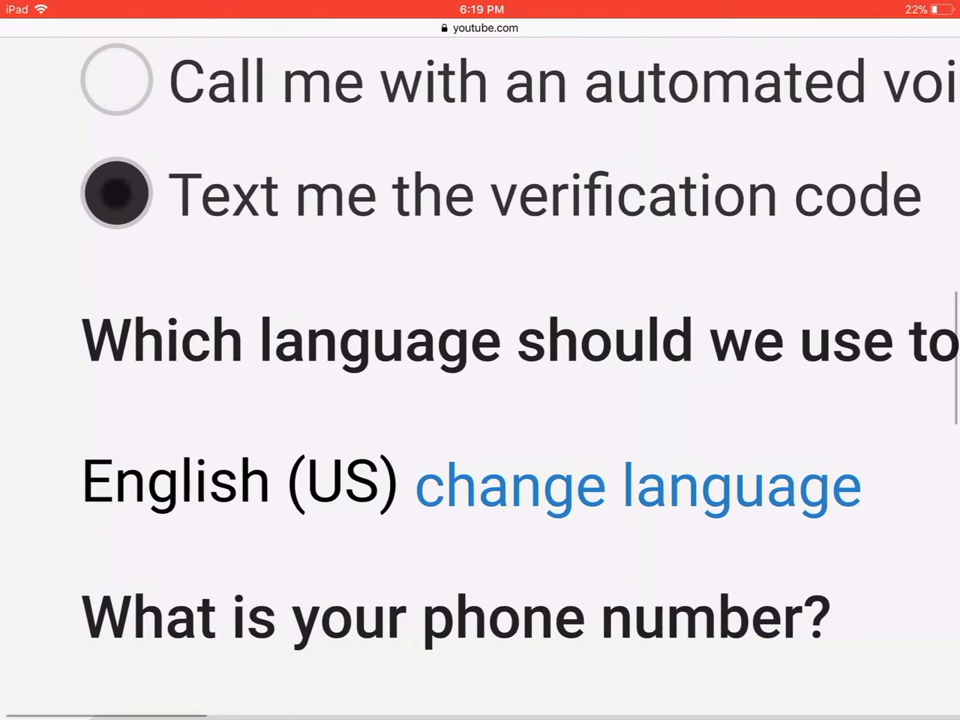 iPad 6:19 PM 22%
youtube.com
Call me with an automated voi
Text me the verification code
Which language should we use to
English (US) change language
What is your phone number?